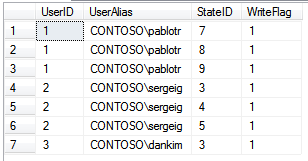 UserID UserAlias StateID WriteFlag
1 1 CONTOSO\pablotr 7 1
2 1 CONTOSO\pablotr 8 1
3 1 CONTOSO\pablotr 9 1
4 2 CONTOSO\sergeig 3 1
5 2 CONTOSO\sergeig 4 1
6 2 CONTOSO\sergeig 5 1
7 3 CONTOSO\dankim 3 1